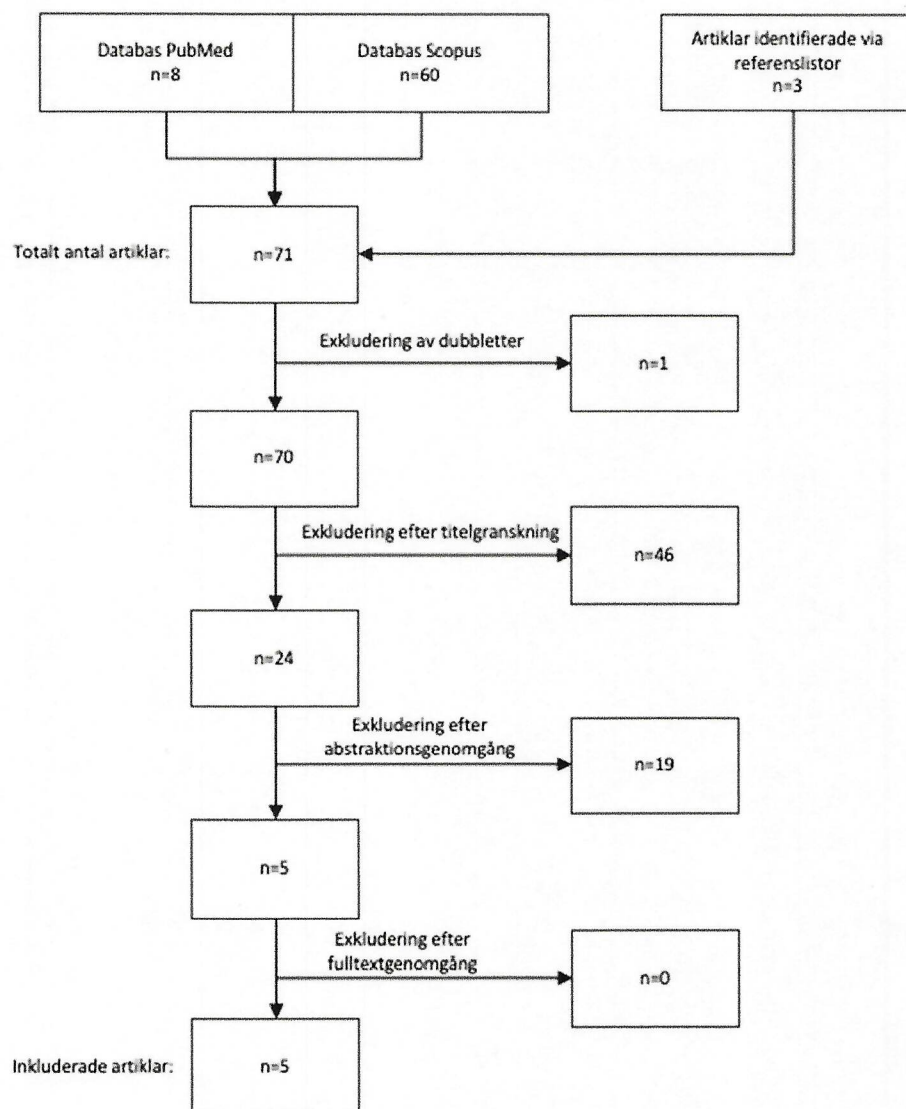 Databas PubMed
n=8
Databas Scopus
n=60
Artiklar identifierade via
referenslistor
n=3
Totalt antal artiklar:
n=71
Exkludering av dubbletter
n=1
n=70
Exkludering efter titelgranskning
n=46
n=24
Exkludering efter
abstraktionsgenomgång
n=19
n=5
Exkludering efter
fulltextgenomgång
n=0
Inkluderade artiklar:
n=5